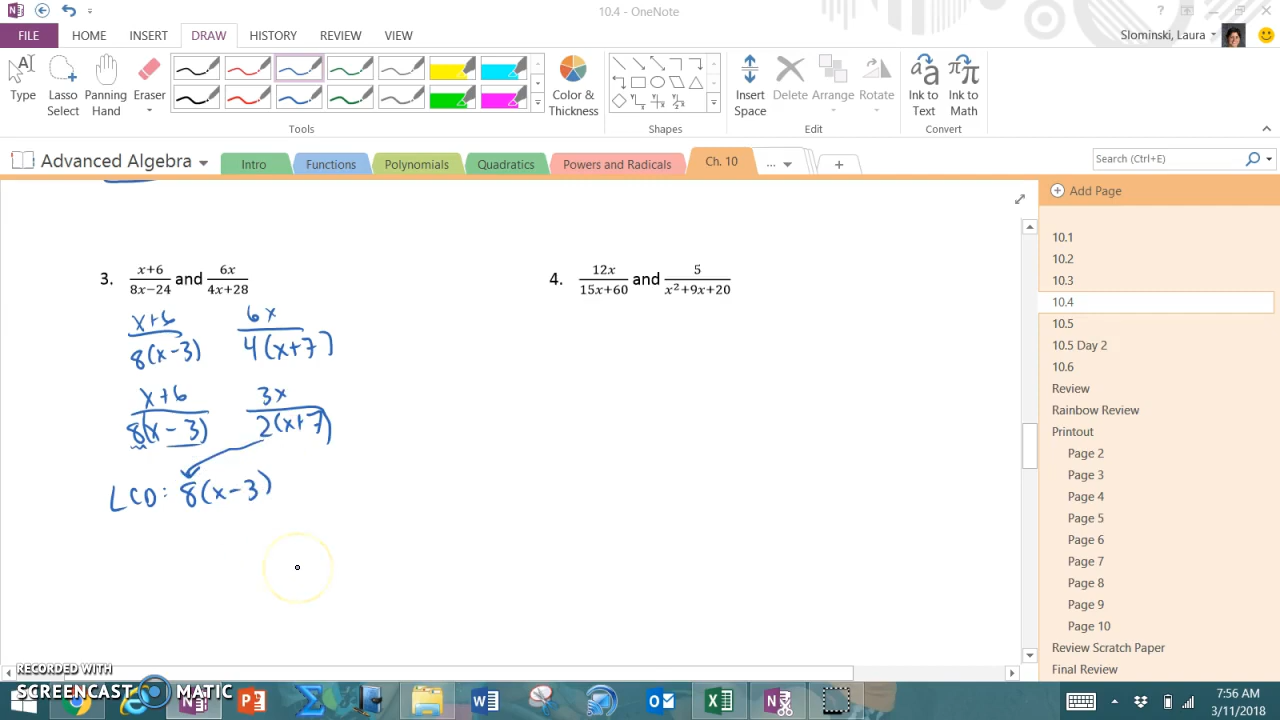 10.4 - OneNote
FILE HOME INSERT DRAW HISTORY REVIEW VIEW
Slominski, Laura
Type
Lasso Select
Panning Hand
Eraser
Color & Thickness
Insert Space
Delete
Arrange
Rotate
Ink to Text
Ink to Math
Tools
Shapes
Edit
Convert
Advanced Algebra
Intro
Functions
Polynomials
Quadratics
Powers and Radicals
Ch. 10
...
Search (Ctrl+E)
3. x+6/8x−24 and 6x/4x+28
x+6/8(x-3) 6x/4(x+7)
x+6/8(x-3) 3x/2(x+7)
LCD: 8(x-3)
4. 12x/15x+60 and 5/x²+9x+20
Add Page
10.1
10.2
10.3
10.4
10.5
10.5 Day 2
10.6
Review
Rainbow Review
Printout
Page 2
Page 3
Page 4
Page 5
Page 6
Page 7
Page 8
Page 9
Page 10
Review Scratch Paper
Final Review
RECORDED WITH
SCREENCAST MATIC
7:56 AM
3/11/2018